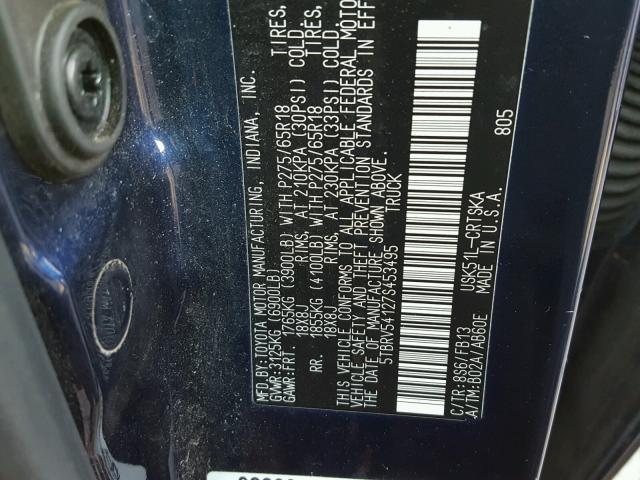 MFD.BY: TOYOTA MOTOR MANUFACTURING, INDIANA, INC.
GVWR: 3125KG (6900LB)
GAWR: FRT. 1765KG (3900LB) WITH P275/65R18 TIRES,
18X8J RIMS, AT 210KPA (30PSI) COLD
RR. 1855KG (4100LB) WITH P275/65R18 TIRES,
18X8J RIMS, AT 230KPA (33PSI) COLD
THIS VEHICLE CONFORMS TO ALL APPLICABLE FEDERAL MOTOR
VEHICLE SAFETY AND THEFT PREVENTION STANDARDS IN EFF
THE DATE OF MANUFACTURE SHOWN ABOVE.
5TDRV54127S453495 TRUCK
805
C/TR: 8S6/FB13 USK51L-CRTSKA
A/TM: B02A/AB60E MADE IN U.S.A.